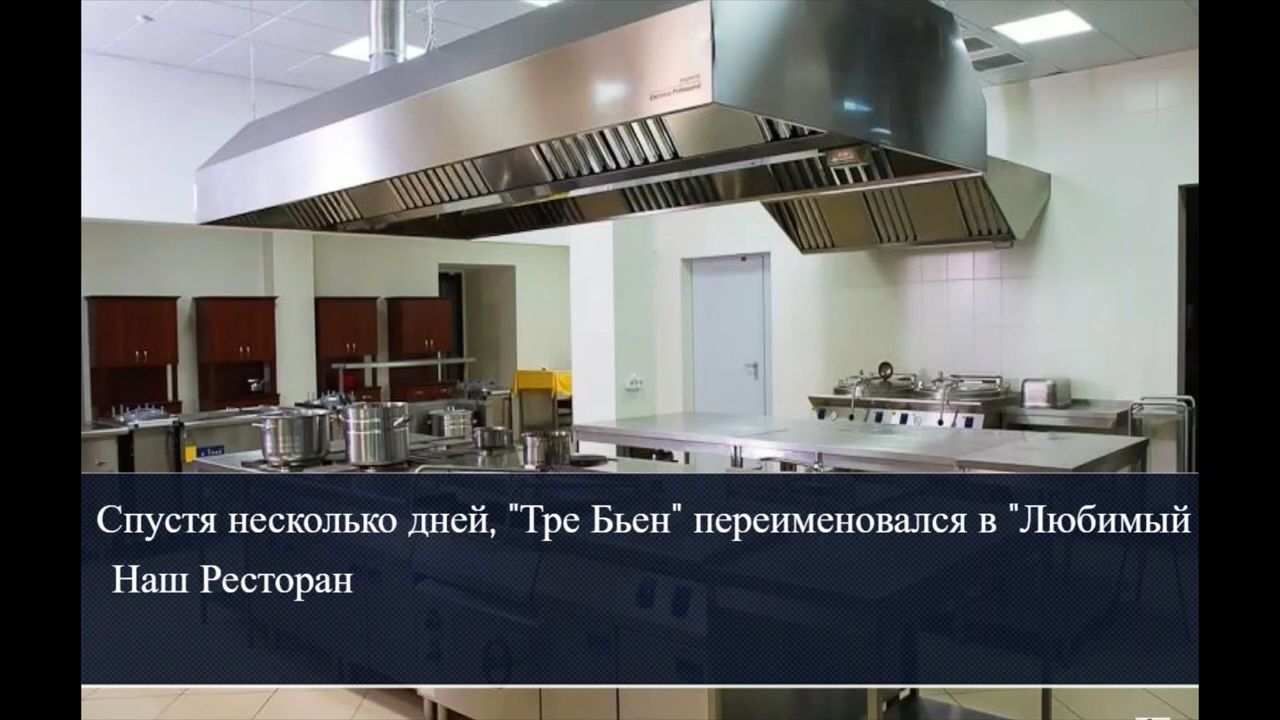 Спустя несколько дней, "Тре Бьен" переименовался в "Любимый
Наш Ресторан